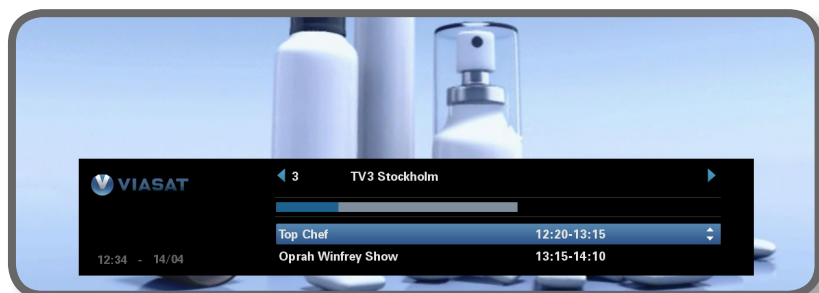 VIASAT
3 TV3 Stockholm
Top Chef 12:20-13:15
Oprah Winfrey Show 13:15-14:10
12:34 - 14/04